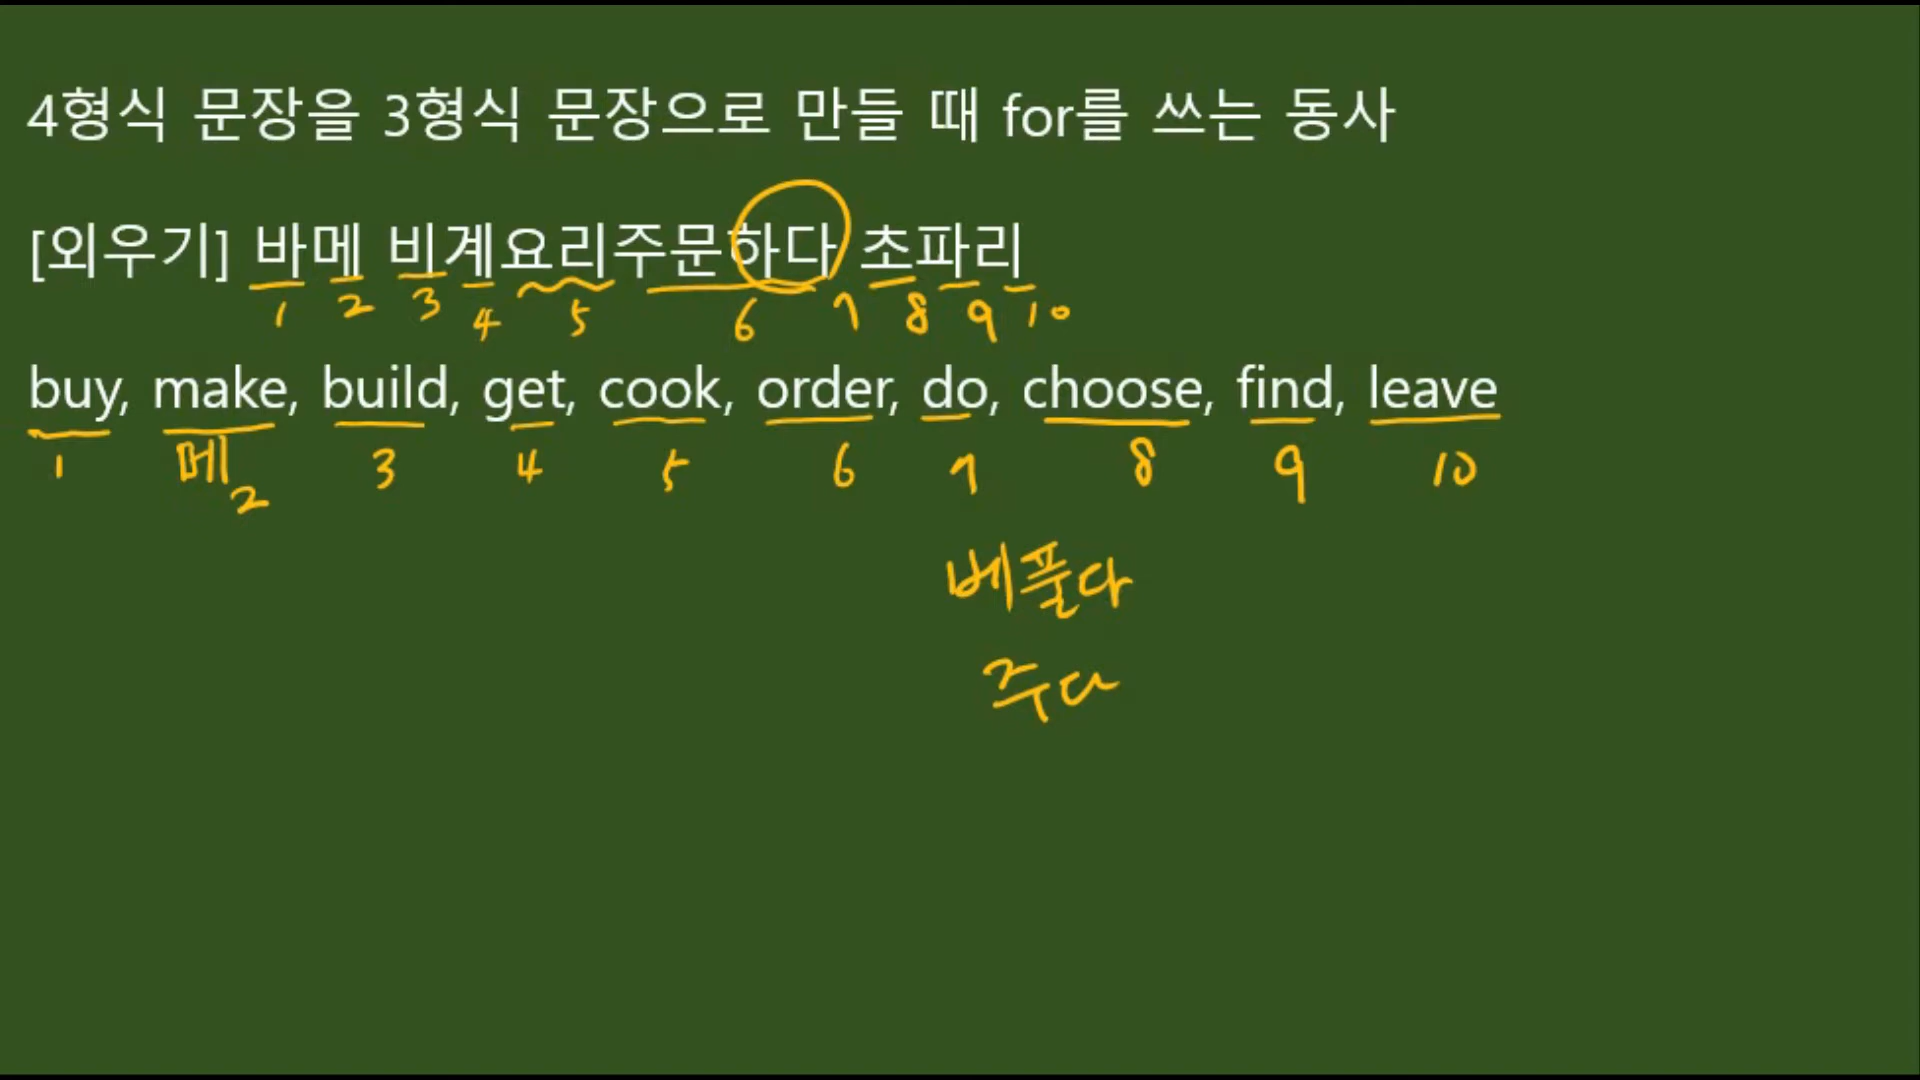 4형식 문장을 3형식 문장으로 만들 때 for를 쓰는 동사
[외우기] 바메 비계요리주문하다 초파리
1 2 3 4 5 6 7 8 9 10
buy, make, build, get, cook, order, do, choose, find, leave
1 메2 3 4 5 6 7 8 9 10
베풀다
주다